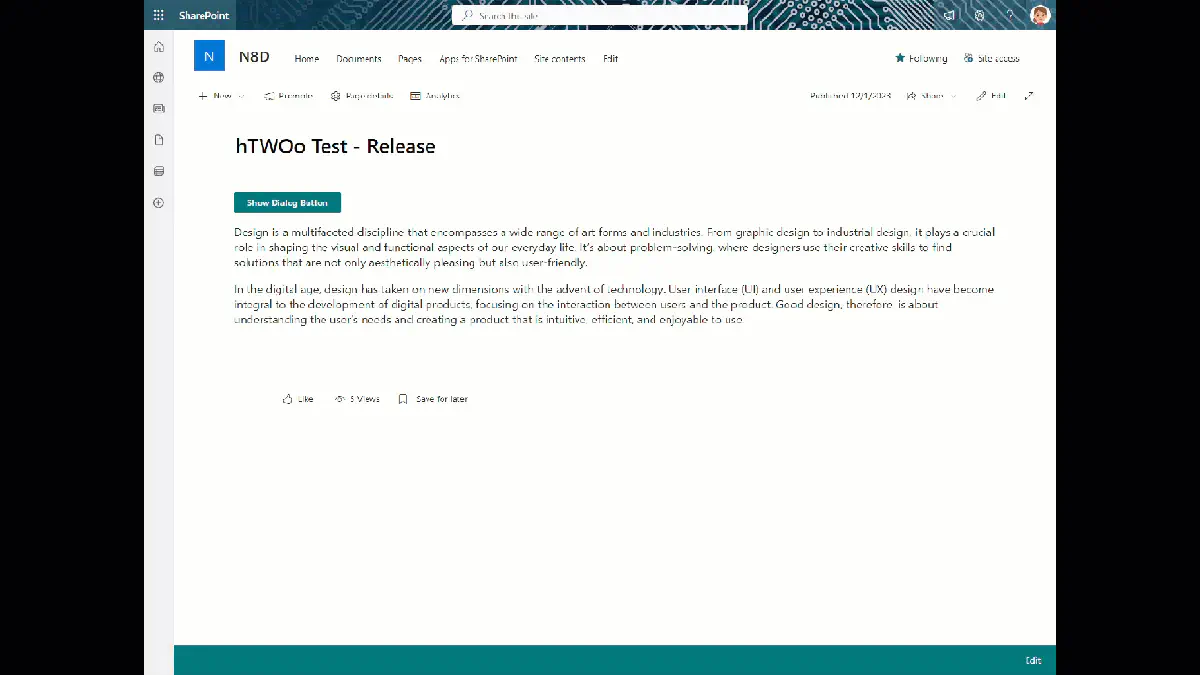 SharePoint
Search this site
N
N8D
Home Documents Pages Apps for SharePoint Site contents Edit
Following Site access
New Promote Page details Analytics
Published 12/1/2023 Share Edit
hTWOo Test - Release
Show Dialog Button
Design is a multifaceted discipline that encompasses a wide range of art forms and industries. From graphic design to industrial design, it plays a crucial
role in shaping the visual and functional aspects of our everyday life. It's about problem-solving, where designers use their creative skills to find
solutions that are not only aesthetically pleasing but also user-friendly.
In the digital age, design has taken on new dimensions with the advent of technology. User interface (UI) and user experience (UX) design have become
integral to the development of digital products, focusing on the interaction between users and the product. Good design, therefore, is about
understanding the user's needs and creating a product that is intuitive, efficient, and enjoyable to use.
Like Views Save for later
Edit